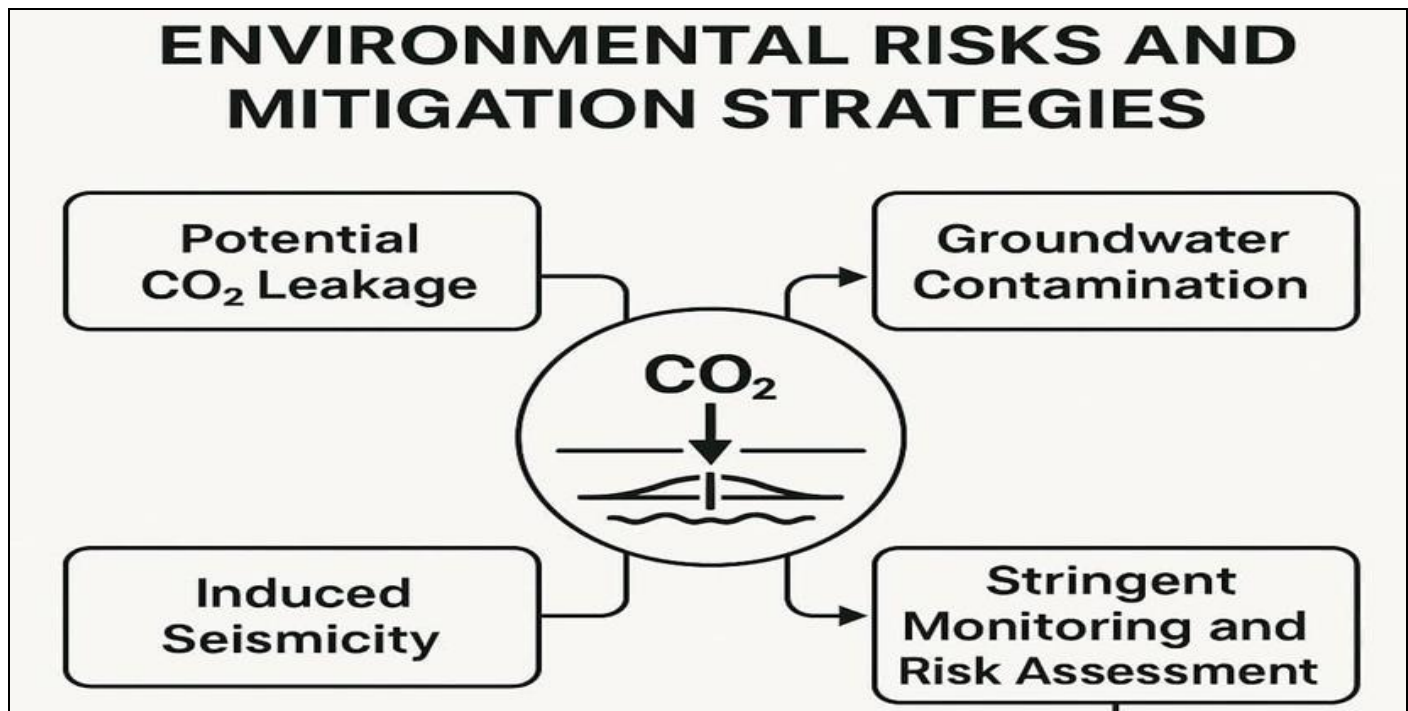 ENVIRONMENTAL RISKS AND
MITIGATION STRATEGIES
Potential
CO₂ Leakage
Groundwater
Contamination
CO₂
Induced
Seismicity
Stringent
Monitoring and
Risk Assessment